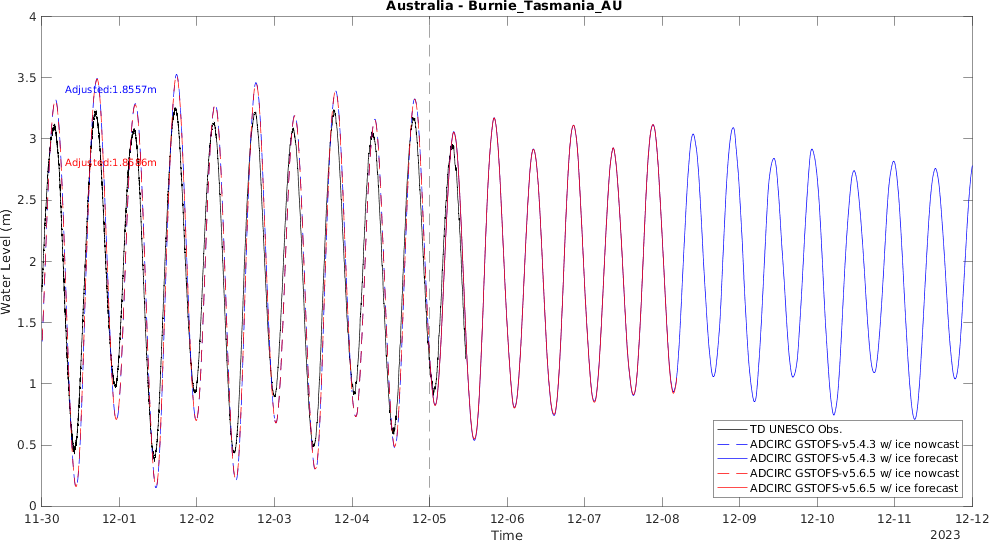 Australia - Burnie_Tasmania_AU
4
3.5
3
2.5
2
1.5
1
0.5
0
Water Level (m)
Adjusted:1.8557m
Adjusted:1.8586m
TD UNESCO Obs.
ADCIRC GSTOFS-v5.4.3 w/ ice nowcast
ADCIRC GSTOFS-v5.4.3 w/ ice forecast
ADCIRC GSTOFS-v5.6.5 w/ ice nowcast
ADCIRC GSTOFS-v5.6.5 w/ ice forecast
11-30 12-01 12-02 12-03 12-04 12-05 12-06 12-07 12-08 12-09 12-10 12-11 12-12
Time
2023